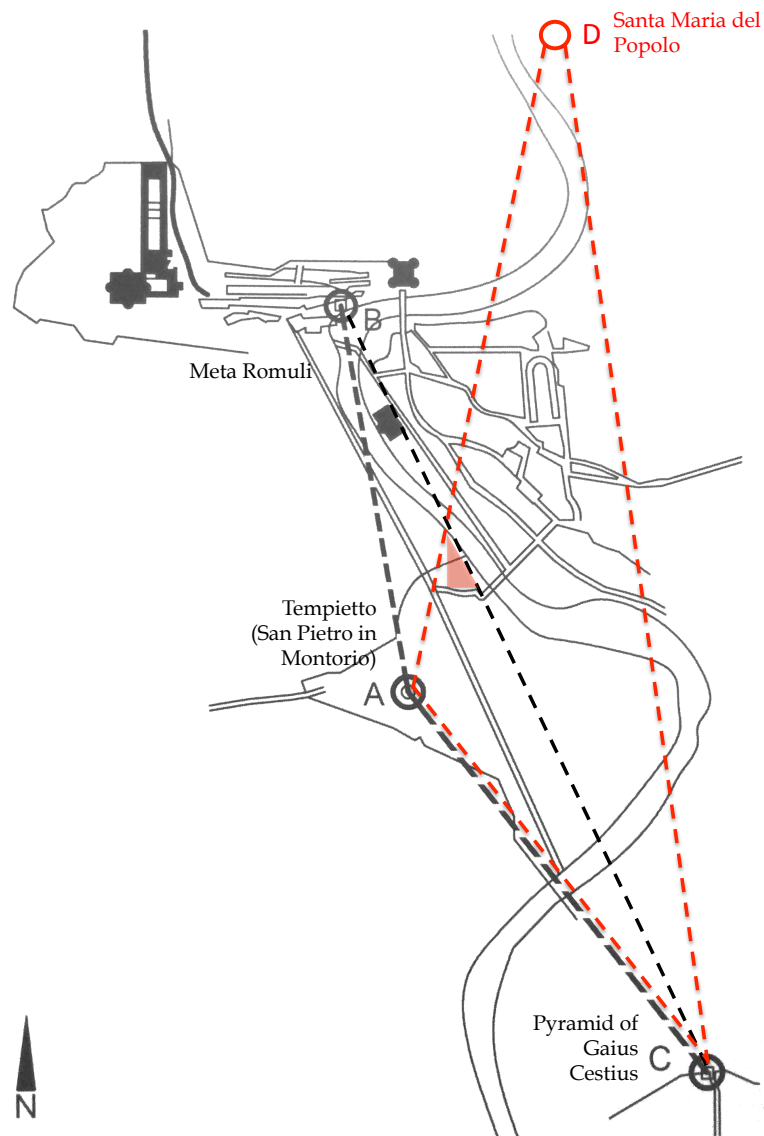 D Santa Maria del
Popolo
B
Meta Romuli
Tempietto
(San Pietro in
Montorio)
A
Pyramid of
Gaius
Cestius
C
N